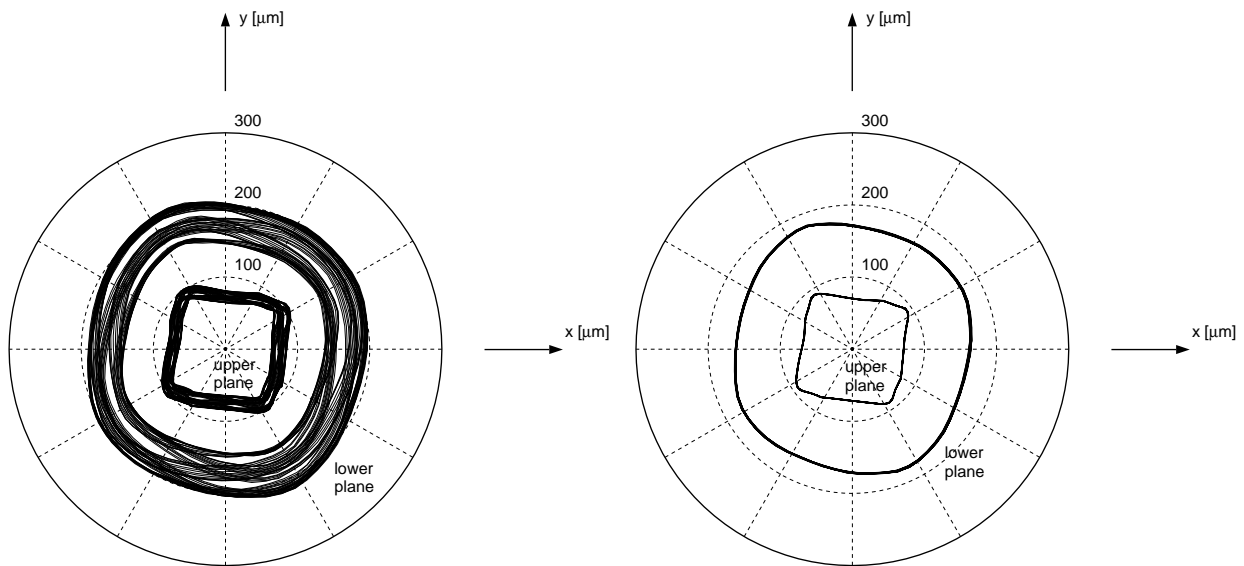 y [μm]
300
200
100
x [μm]
upper
plane
lower
plane
y [μm]
300
200
100
x [μm]
upper
plane
lower
plane